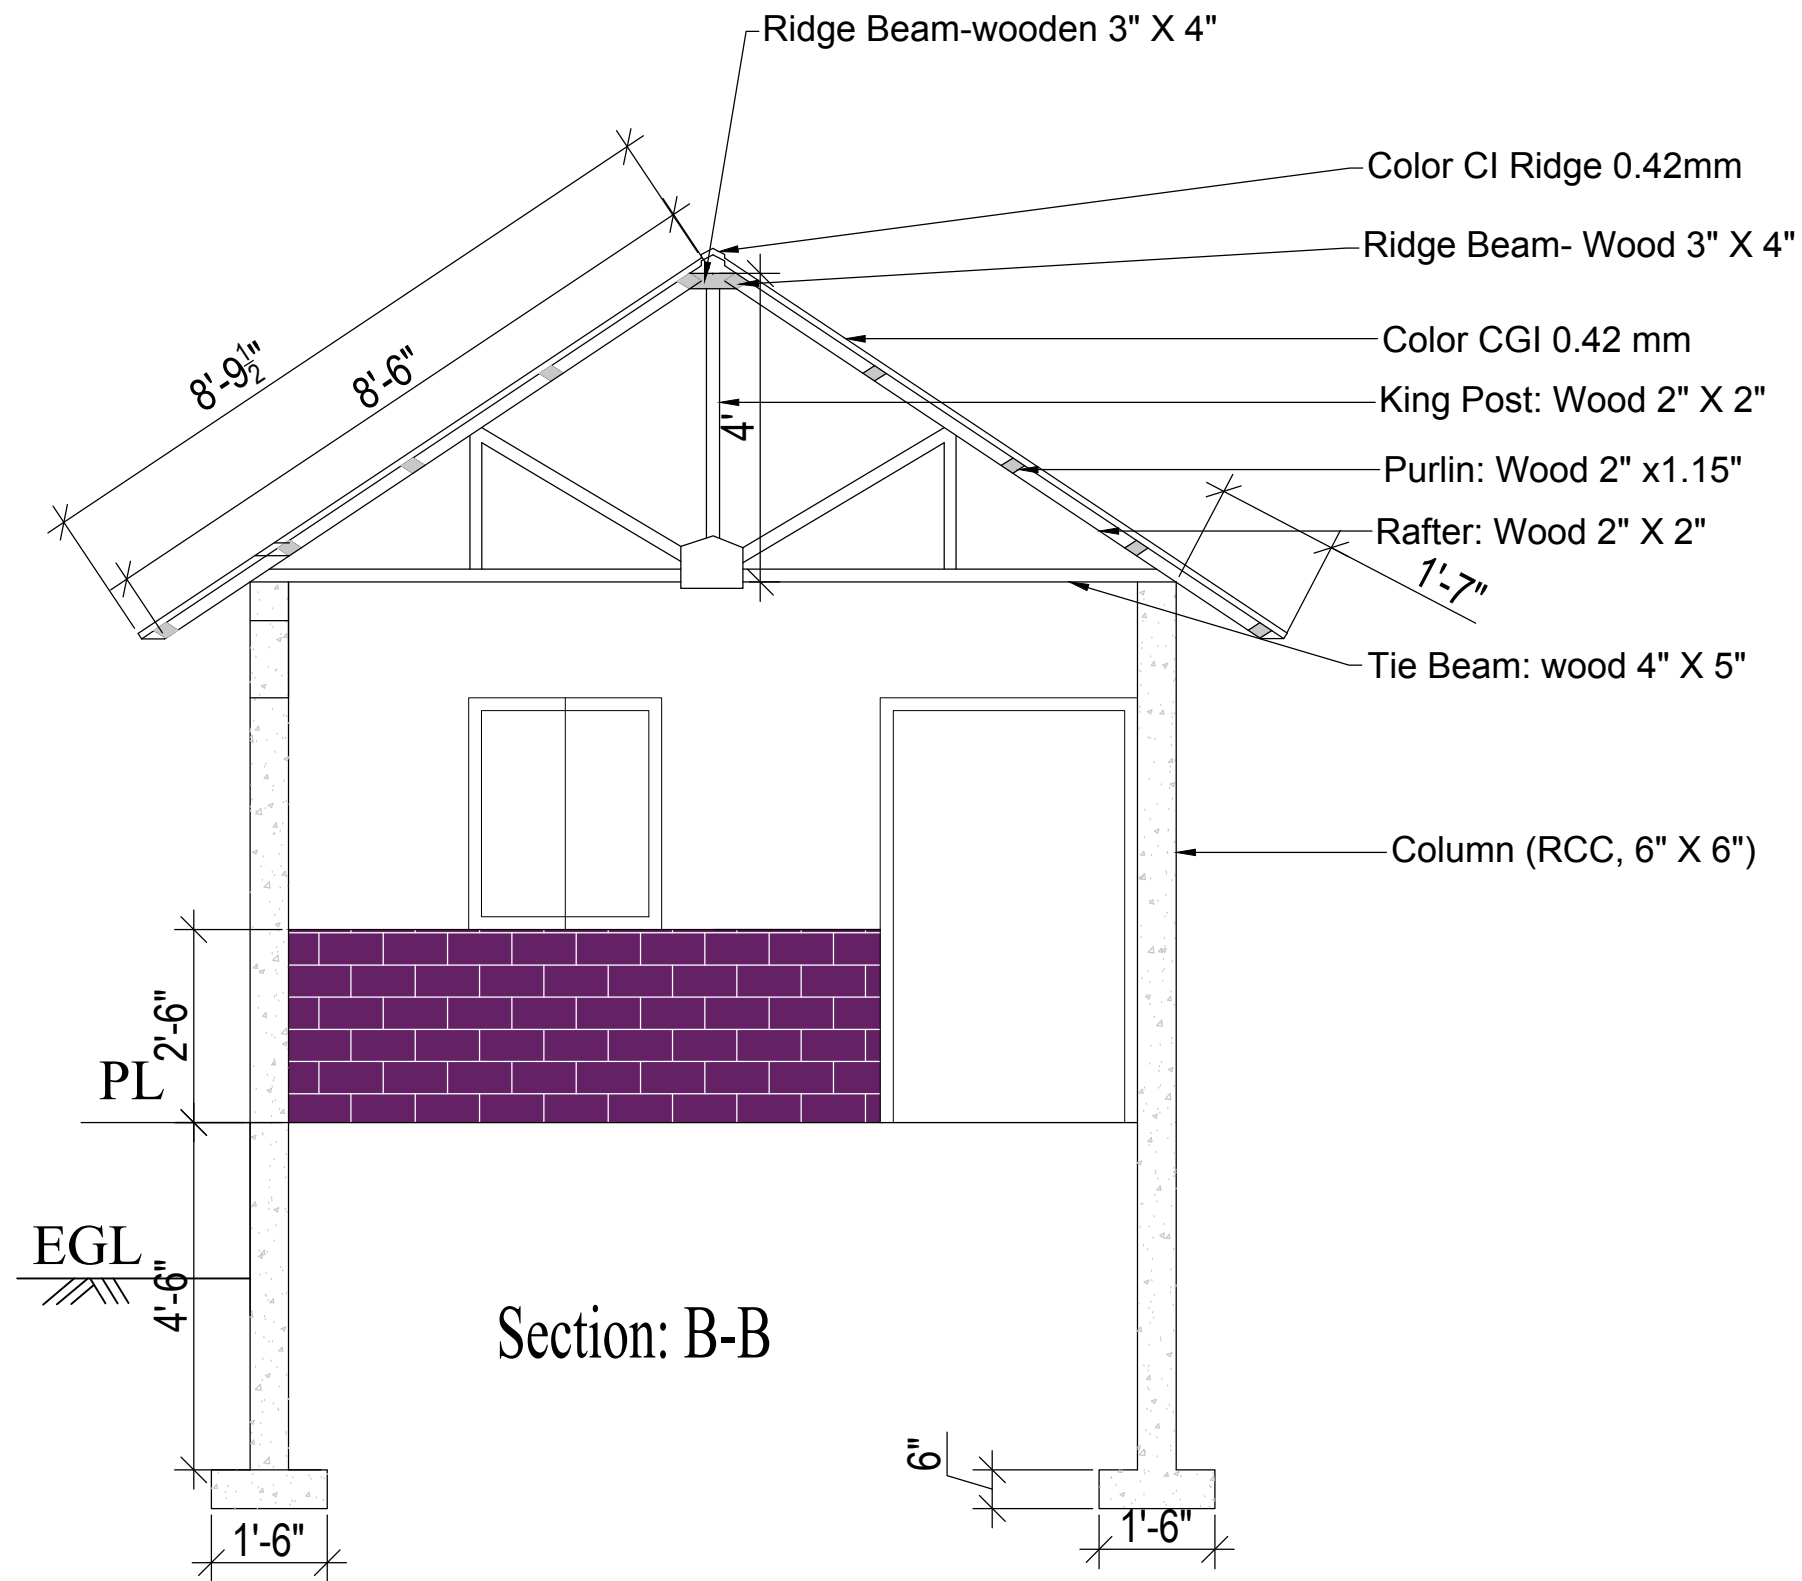 Ridge Beam-wooden 3" X 4"
Color CI Ridge 0.42mm
Ridge Beam- Wood 3" X 4"
8'-9½"
8'-6"
Color CGI 0.42 mm
King Post: Wood 2" X 2"
4'
Purlin: Wood 2" x1.15"
Rafter: Wood 2" X 2"
1'-7"
Tie Beam: wood 4" X 5"
Column (RCC, 6" X 6")
2'-6"
PL
EGL
4'-6"
Section: B-B
6"
1'-6"
1'-6"